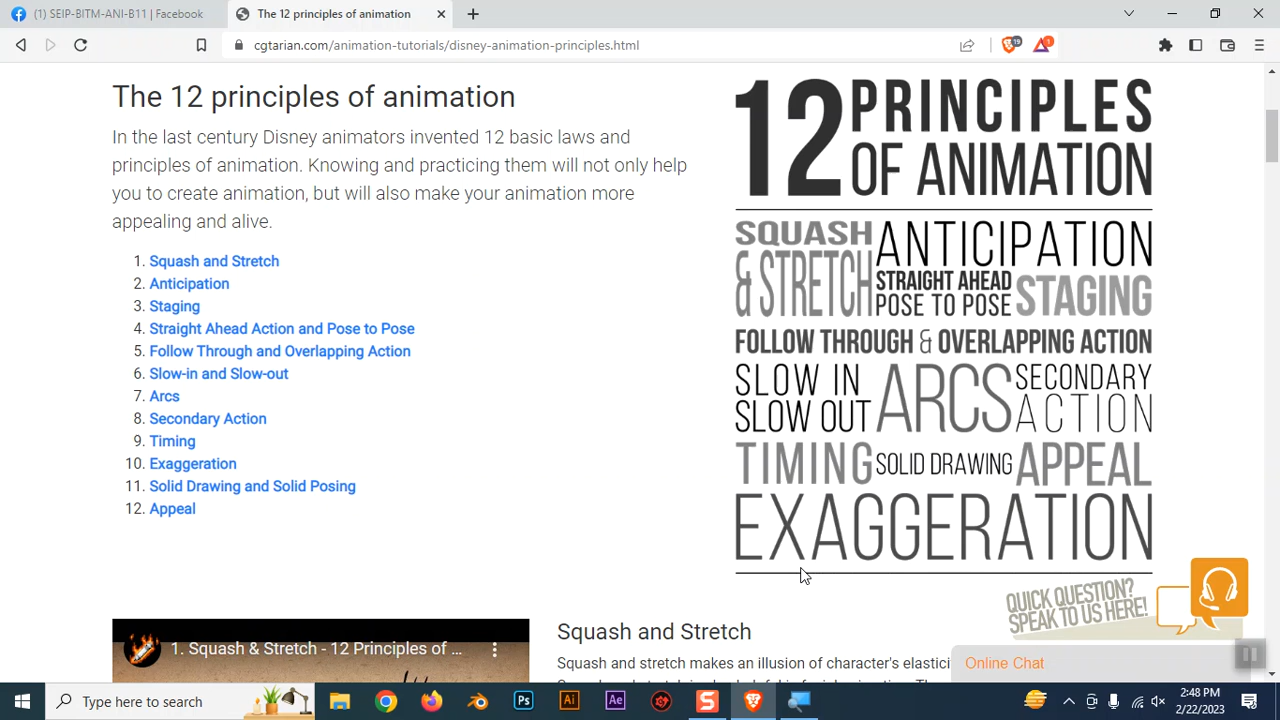 (1) SEIP-BITM-ANI-B11 | Facebook
The 12 principles of animation
cgtarian.com/animation-tutorials/disney-animation-principles.html
19
1
The 12 principles of animation
In the last century Disney animators invented 12 basic laws and
principles of animation. Knowing and practicing them will not only help
you to create animation, but will also make your animation more
appealing and alive.
1. Squash and Stretch
2. Anticipation
3. Staging
4. Straight Ahead Action and Pose to Pose
5. Follow Through and Overlapping Action
6. Slow-in and Slow-out
7. Arcs
8. Secondary Action
9. Timing
10. Exaggeration
11. Solid Drawing and Solid Posing
12. Appeal
12 PRINCIPLES
OF ANIMATION
SQUASH
& STRETCH
ANTICIPATION
STRAIGHT AHEAD
POSE TO POSE
STAGING
FOLLOW THROUGH & OVERLAPPING ACTION
SLOW IN
SLOW OUT
ARCS
SECONDARY
ACTION
TIMING
SOLID DRAWING
APPEAL
EXAGGERATION
QUICK QUESTION?
SPEAK TO US HERE!
1. Squash & Stretch - 12 Principles of ...
Squash and Stretch
Squash and stretch makes an illusion of character's elastici
Online Chat
Type here to search
Ps
Ai
Ae
S
2:48 PM
2/22/2023